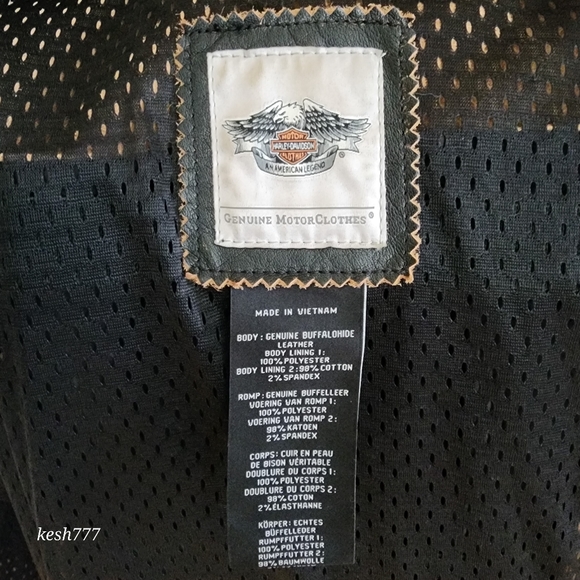 MOTOR
HARLEY-DAVIDSON
CLOTHES
AN AMERICAN LEGEND
®
GENUINE MOTORCLOTHES®
MADE IN VIETNAM
BODY: GENUINE BUFFALOHIDE
LEATHER
BODY LINING 1:
100% POLYESTER
BODY LINING 2:98% COTTON
2% SPANDEX
ROMP: GENUINE BUFFELLEER
VOERING VAN ROMP 1:
100% POLYESTER
VOERING VAN ROMP 2:
98% KATOEN
2% SPANDEX
CORPS: CUIR EN PEAU
DE BISON VÉRITABLE
DOUBLURE DU CORPS 1:
100% POLYESTER
DOUBLURE DU CORPS 2:
98% COTON
2% ÉLASTHANNE
KÖRPER: ECHTES
BÜFFELLEDER
RUMPFFUTTER 1:
100% POLYESTER
RUMPFFUTTER 2:
98% BAUMWOLLE
kesh777